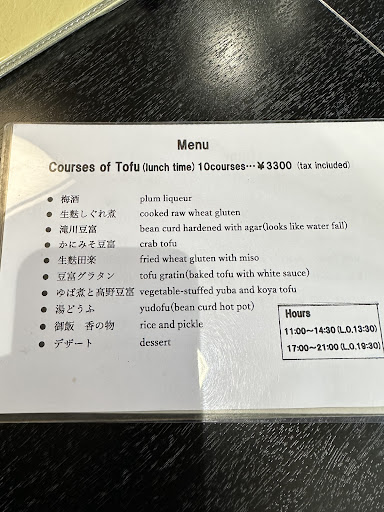 Menu
Courses of Tofu(lunch time) 10courses…¥3300 (tax included)
● 梅酒 plum liqueur
● 生麩しぐれ煮 cooked raw wheat gluten
● 滝川豆富 bean curd hardened with agar(looks like water fall)
● かにみそ豆富 crab tofu
● 生麩田楽 fried wheat gluten with miso
● 豆富グラタン tofu gratin(baked tofu with white sauce)
● ゆば煮と高野豆富 vegetable-stuffed yuba and koya tofu
● 湯どうふ yudofu(bean curd hot pot)
● 御飯 香の物 rice and pickle
● デザート dessert
Hours
11:00～14:30 (L.O.13:30)
17:00～21:00 (L.O.19:30)